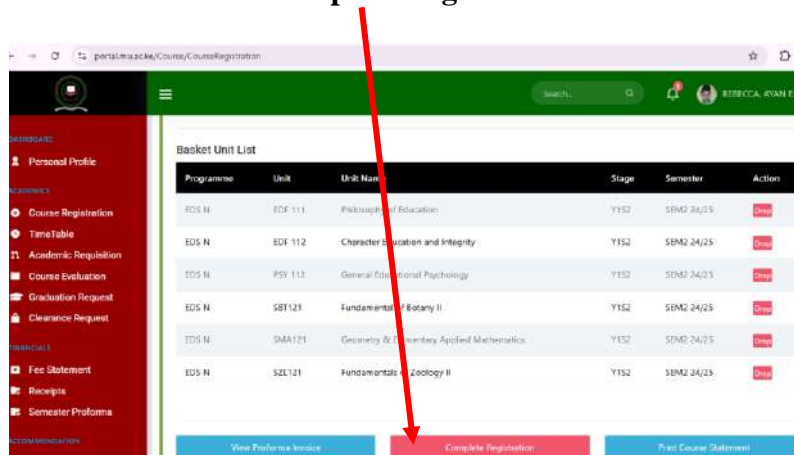 portal.mu.ac.ke/Course/CourseRegistration
Search..
REBECCA, AYAN E
DASHBOARD
Personal Profile
ACADEMICS
Course Registration
TimeTable
Academic Requisition
Course Evaluation
Graduation Request
Clearance Request
FINANCIALS
Fee Statement
Receipts
Semester Proforma
ACCOMMODATION
Basket Unit List
Programme Unit Unit Name Stage Semester Action
EDS N EDF 111 Philosophy of Education Y1S2 SEM2 24/25 Drop
EDS N EDF 112 Character Education and Integrity Y1S2 SEM2 24/25 Drop
EDS N PSY 112 General Educational Psychology Y1S2 SEM2 24/25 Drop
EDS N SBT121 Fundamentals of Botany II Y1S2 SEM2 24/25 Drop
EDS N SMA121 Geometry & Elementary Applied Mathematics Y1S2 SEM2 24/25 Drop
EDS N SZL121 Fundamentals of Zoology II Y1S2 SEM2 24/25 Drop
View Proforma Invoice Complete Registration Print Course Statement